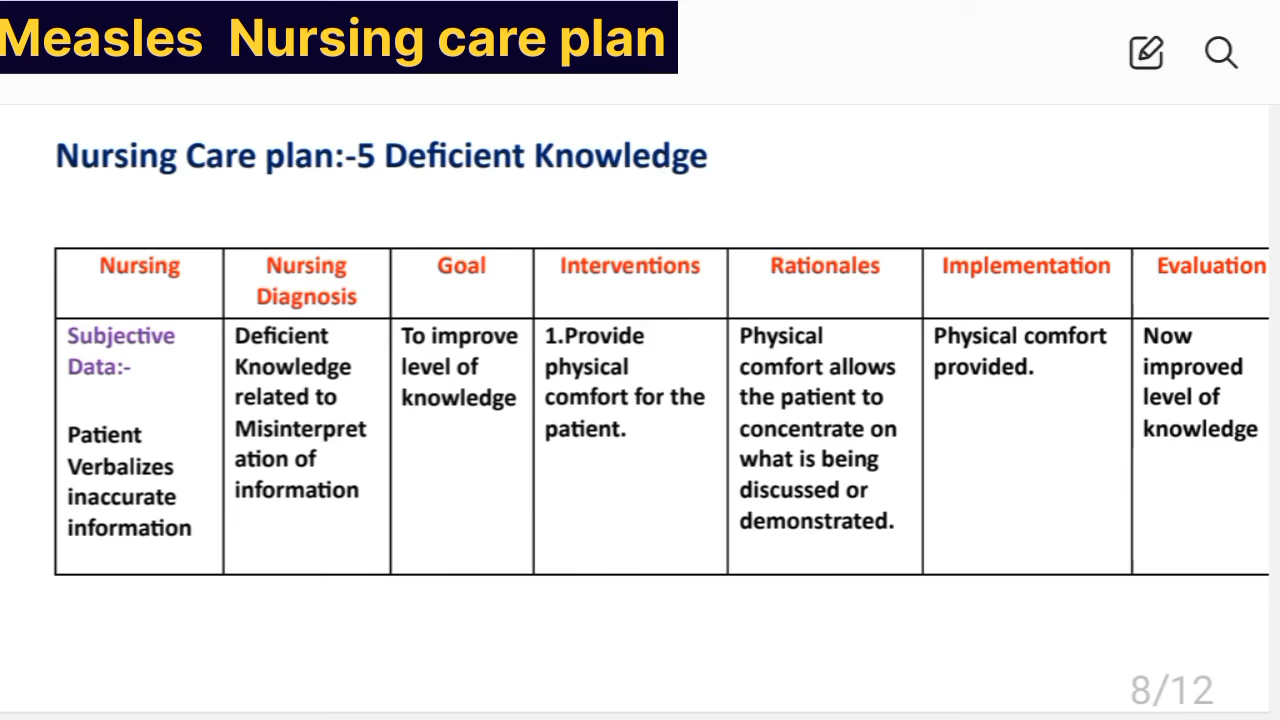 Measles Nursing care plan
Nursing Care plan:-5 Deficient Knowledge
Nursing
Nursing
Diagnosis
Goal
Interventions
Rationales
Implementation
Evaluation
Subjective
Data:-
Patient
Verbalizes
inaccurate
information
Deficient
Knowledge
related to
Misinterpret
ation of
information
To improve
level of
knowledge
1.Provide
physical
comfort for the
patient.
Physical
comfort allows
the patient to
concentrate on
what is being
discussed or
demonstrated.
Physical comfort
provided.
Now
improved
level of
knowledge
8/12